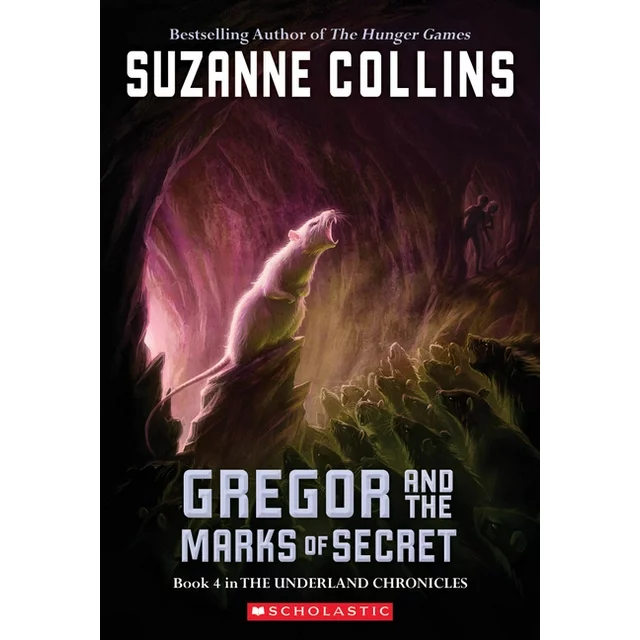 Bestselling Author of The Hunger Games
SUZANNE COLLINS
GREGOR AND THE
MARKS OF SECRET
Book 4 in THE UNDERLAND CHRONICLES
SCHOLASTIC